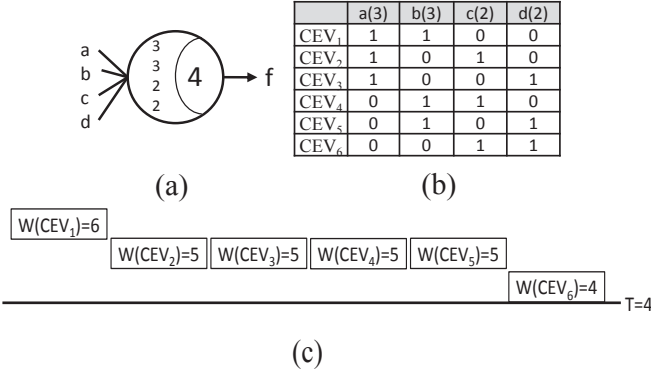 a
b
c
d
3
3
2
2
4
f
(a)
a(3) b(3) c(2) d(2)
CEV₁ 1 1 0 0
CEV₂ 1 0 1 0
CEV₃ 1 0 0 1
CEV₄ 0 1 1 0
CEV₅ 0 1 0 1
CEV₆ 0 0 1 1
(b)
W(CEV₁)=6
W(CEV₂)=5 W(CEV₃)=5 W(CEV₄)=5 W(CEV₅)=5
W(CEV₆)=4
T=4
(c)